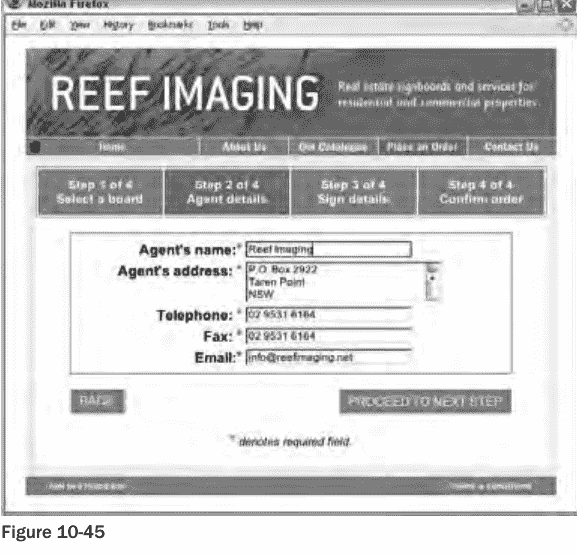 Mozilla Firefox
File Edit View History Bookmarks Tools Help
REEF IMAGING
Real estate signboards and services for
residential and commercial properties
Home About Us Our Catalogue Place an Order Contact Us
Step 1 of 4
Select a board
Step 2 of 4
Agent details
Step 3 of 4
Sign details
Step 4 of 4
Confirm order
Agent's name:* Reef Imaging
Agent's address: * P.O. Box 2922
Taren Point
NSW
Telephone: * 02 9531 6164
Fax: * 02 9531 6164
Email:* info@reefimaging.net
BACK PROCEED TO NEXT STEP
* denotes required field.
Terms & conditions
Figure 10-45